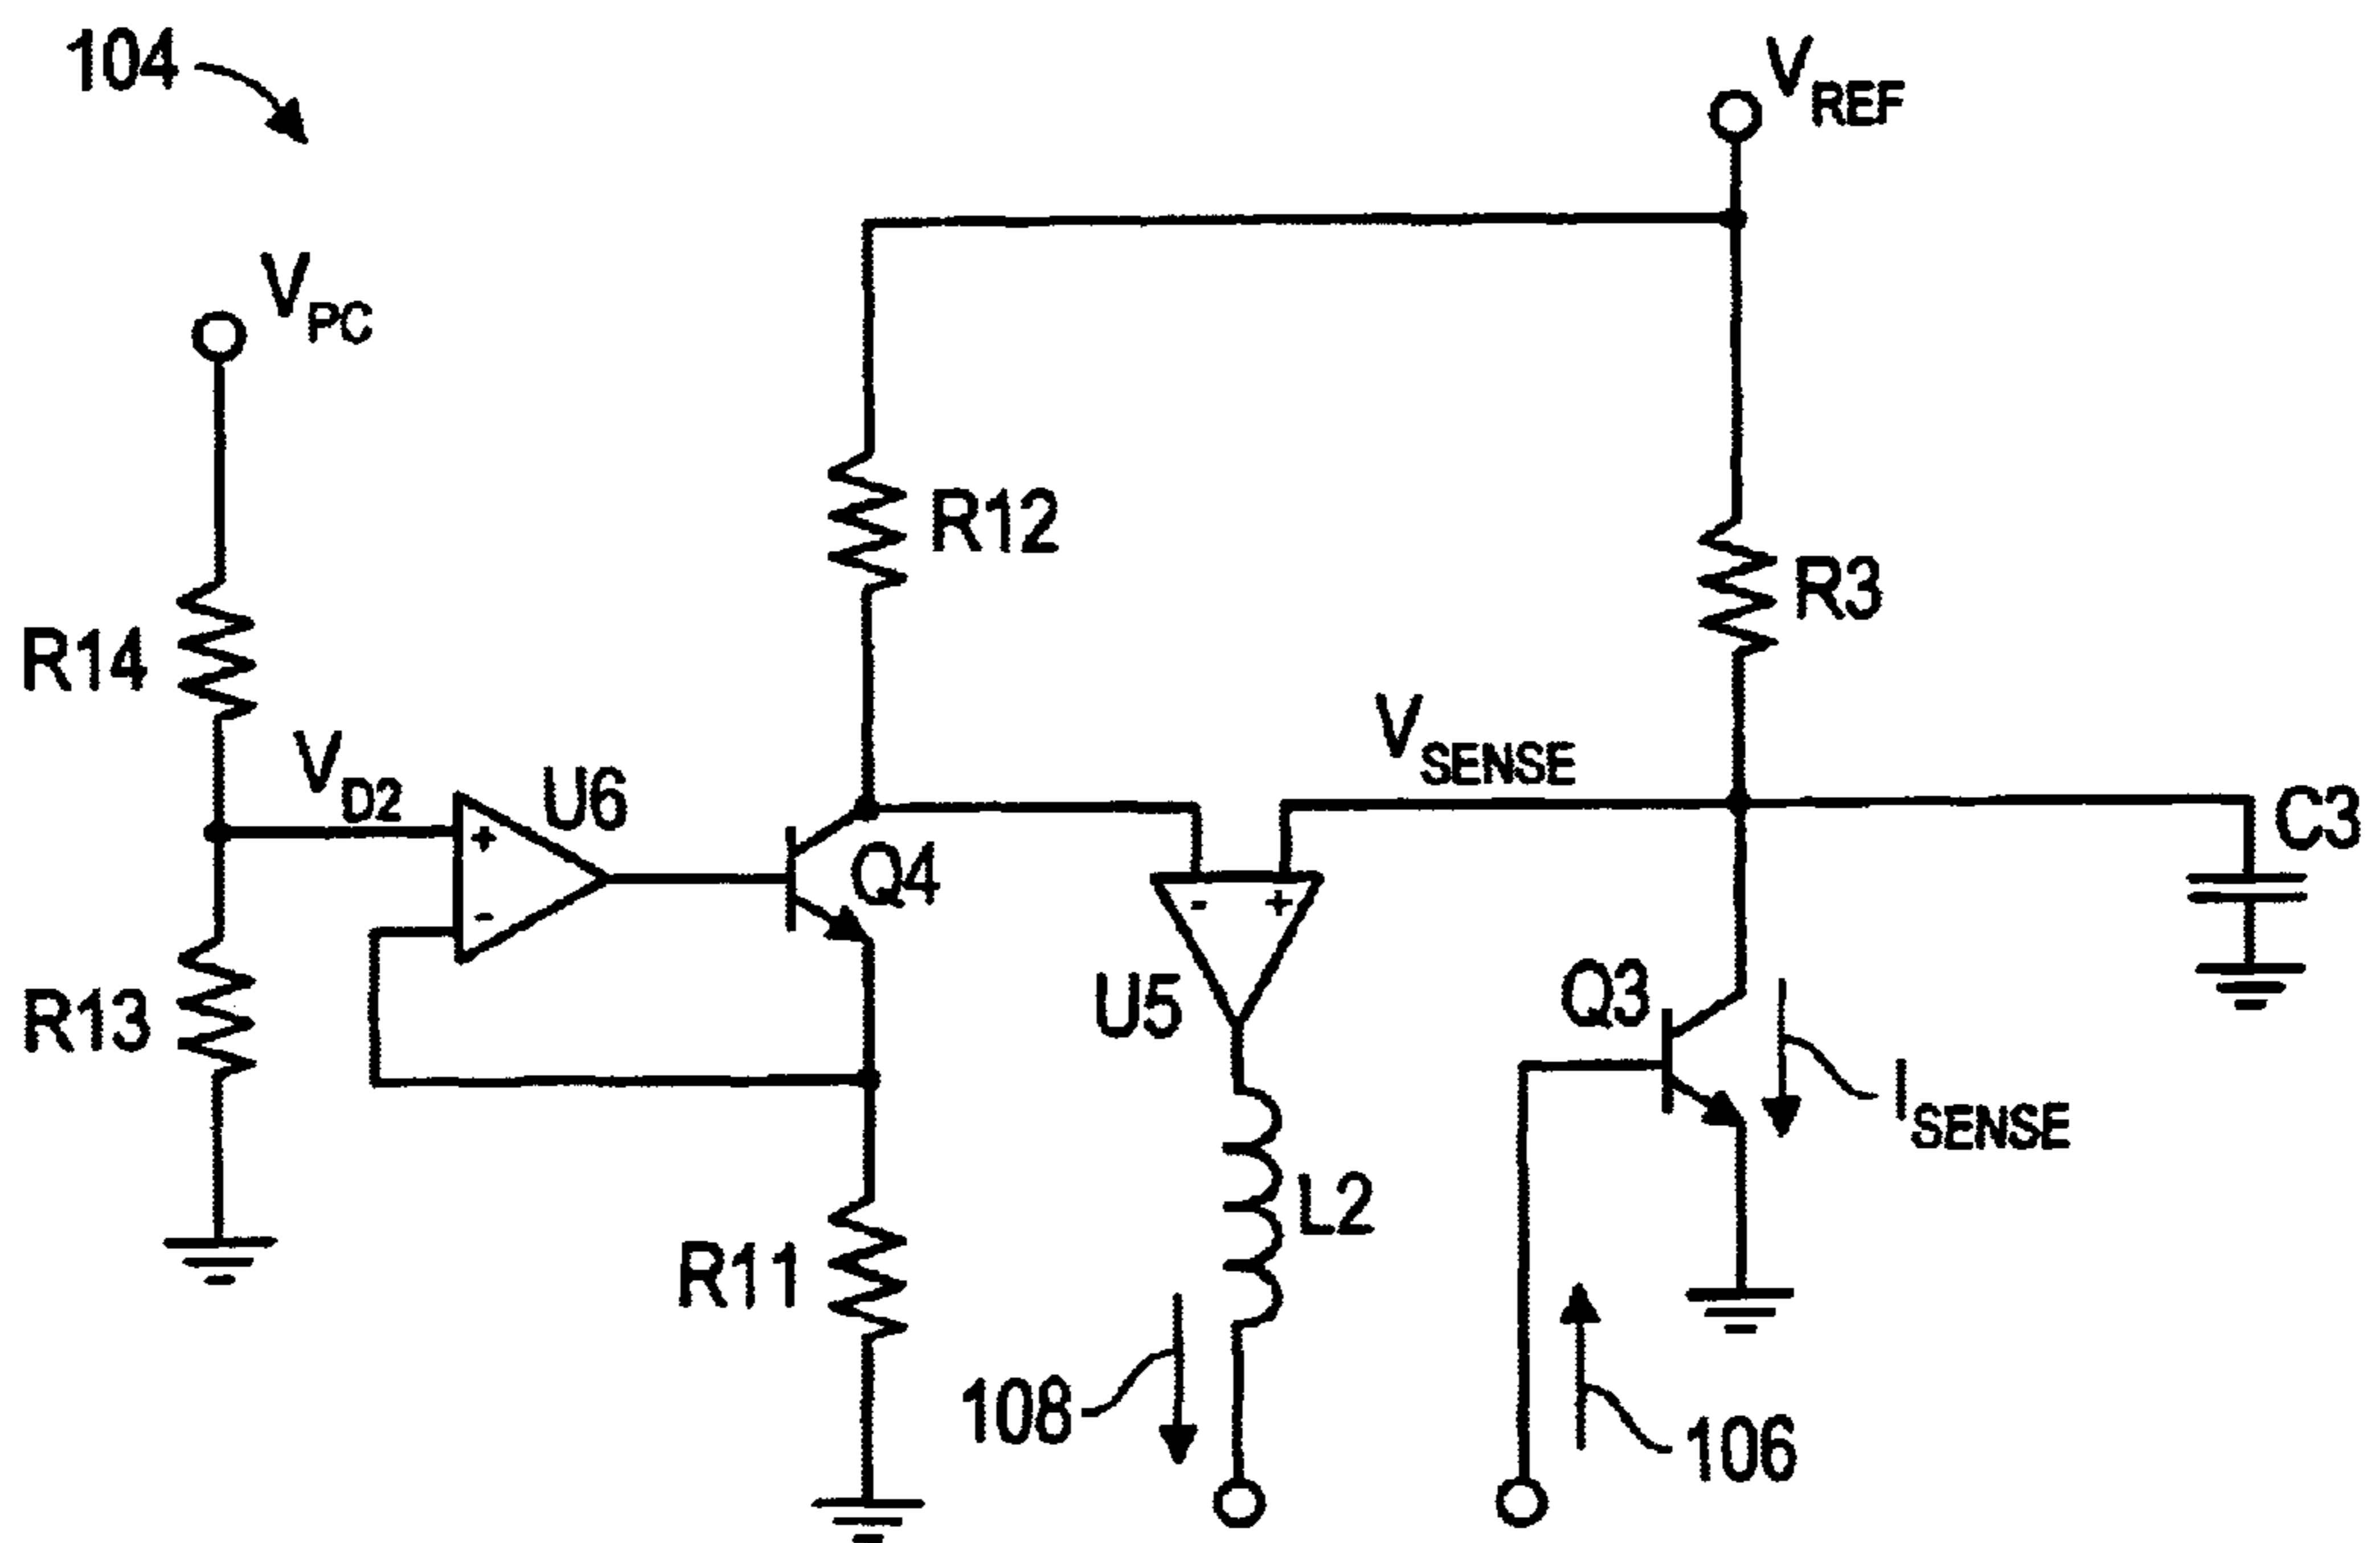 104
VREF
VPC
R12
R3
R14
VD2
U6
VSENSE
C3
+
-
Q4
- +
U5
Q3
R13
ISENSE
L2
R11
108
106